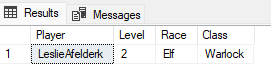 Results Messages
Player Level Race Class
1 LeslieAfelderk 2 Elf Warlock